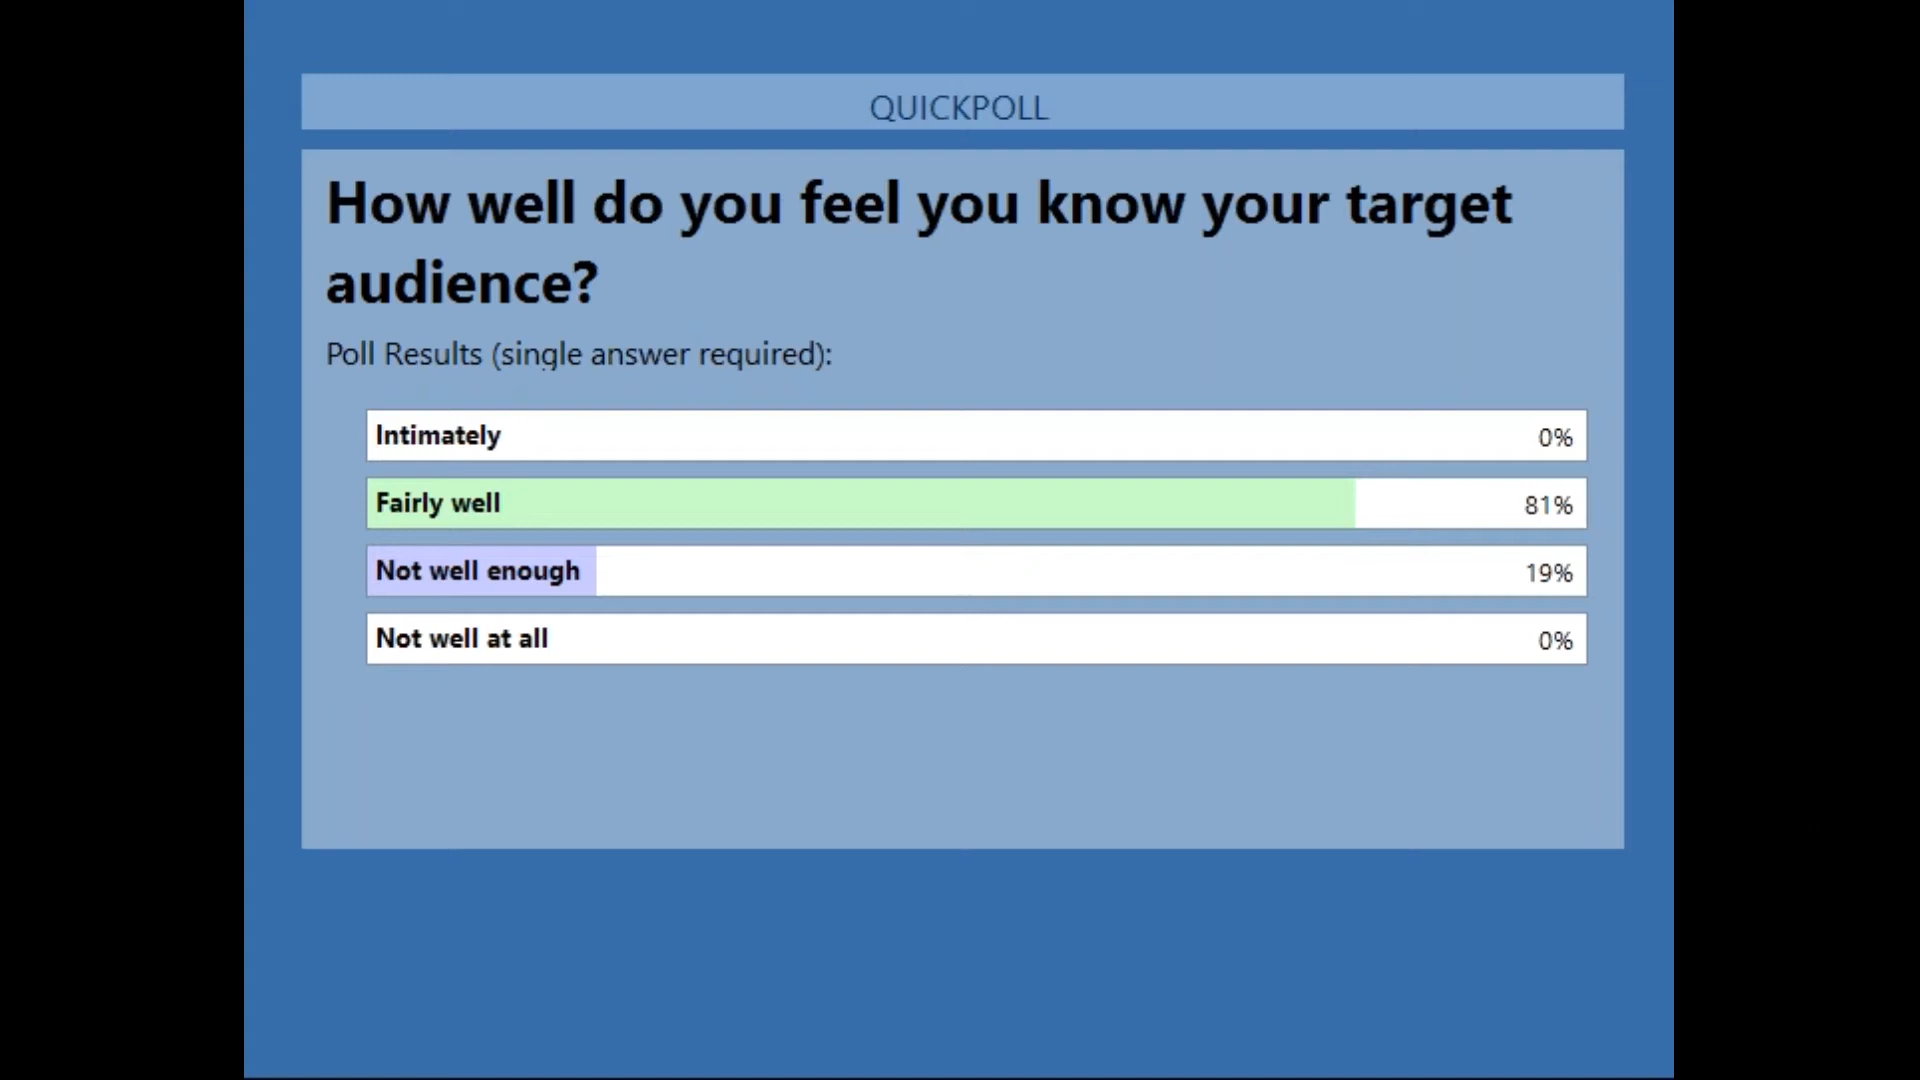 QUICKPOLL
How well do you feel you know your target
audience?
Poll Results (single answer required):
Intimately 0%
Fairly well 81%
Not well enough 19%
Not well at all 0%